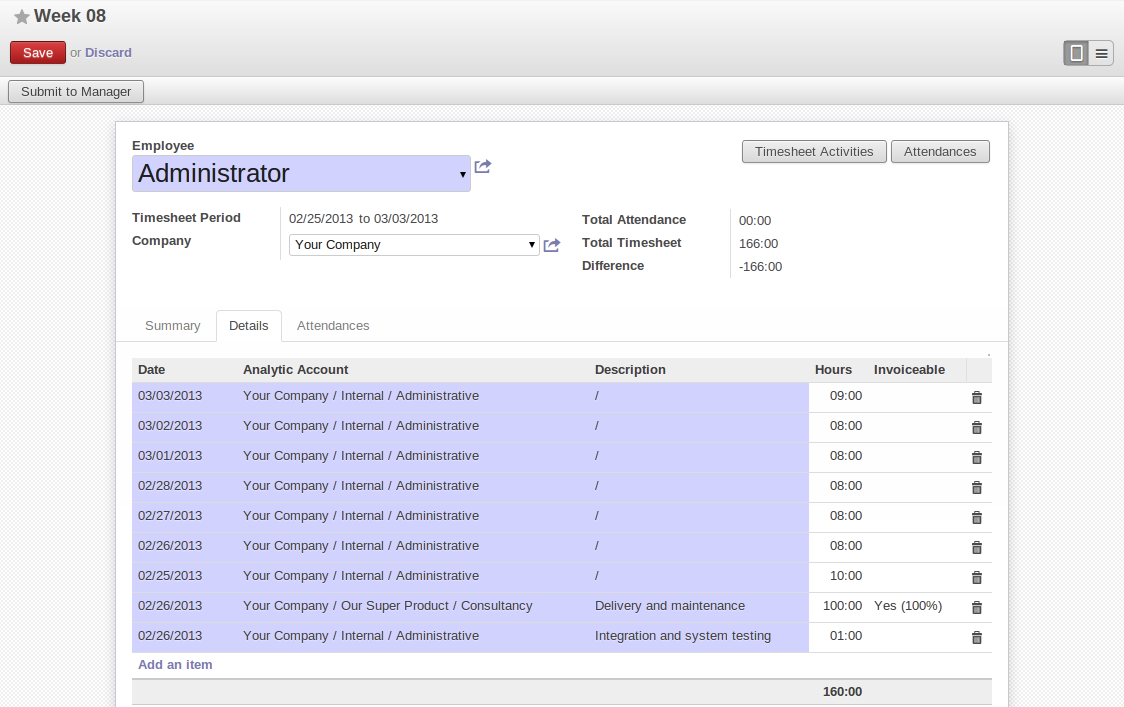 Week 08
Save or Discard
Submit to Manager
Employee
Administrator
Timesheet Activities Attendances
Timesheet Period 02/25/2013 to 03/03/2013
Company Your Company
Total Attendance 00:00
Total Timesheet 166:00
Difference -166:00
Summary Details Attendances
Date Analytic Account Description Hours Invoiceable
03/03/2013 Your Company / Internal / Administrative / 09:00
03/02/2013 Your Company / Internal / Administrative / 08:00
03/01/2013 Your Company / Internal / Administrative / 08:00
02/28/2013 Your Company / Internal / Administrative / 08:00
02/27/2013 Your Company / Internal / Administrative / 08:00
02/26/2013 Your Company / Internal / Administrative / 08:00
02/25/2013 Your Company / Internal / Administrative / 10:00
02/26/2013 Your Company / Our Super Product / Consultancy Delivery and maintenance 100:00 Yes (100%)
02/26/2013 Your Company / Internal / Administrative Integration and system testing 01:00
Add an item
160:00